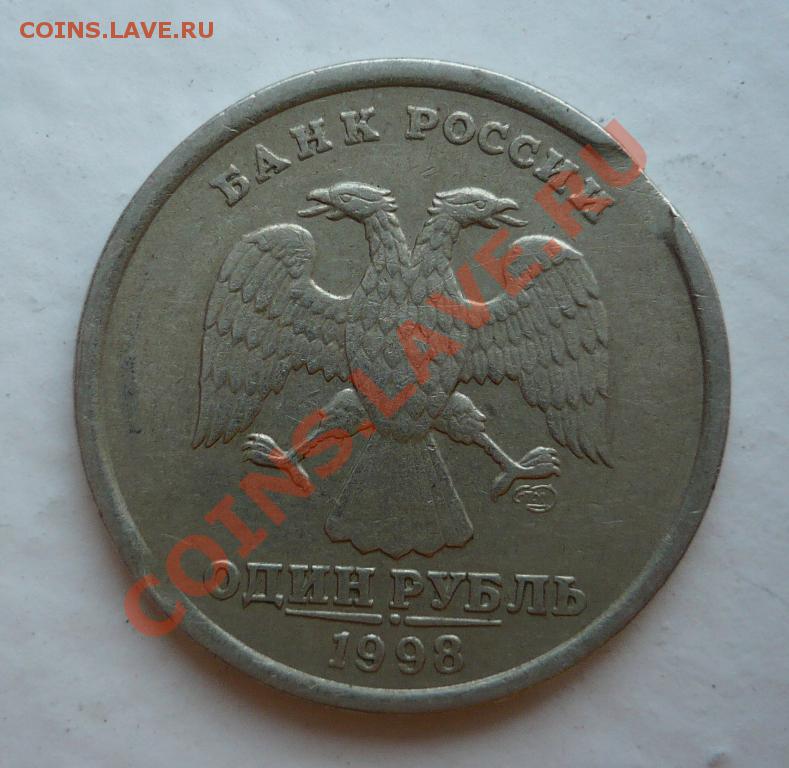 COINS.LAVE.RU
БАНК РОССИИ
COINS.LAVE.RU
ОДИН РУБЛЬ
1998